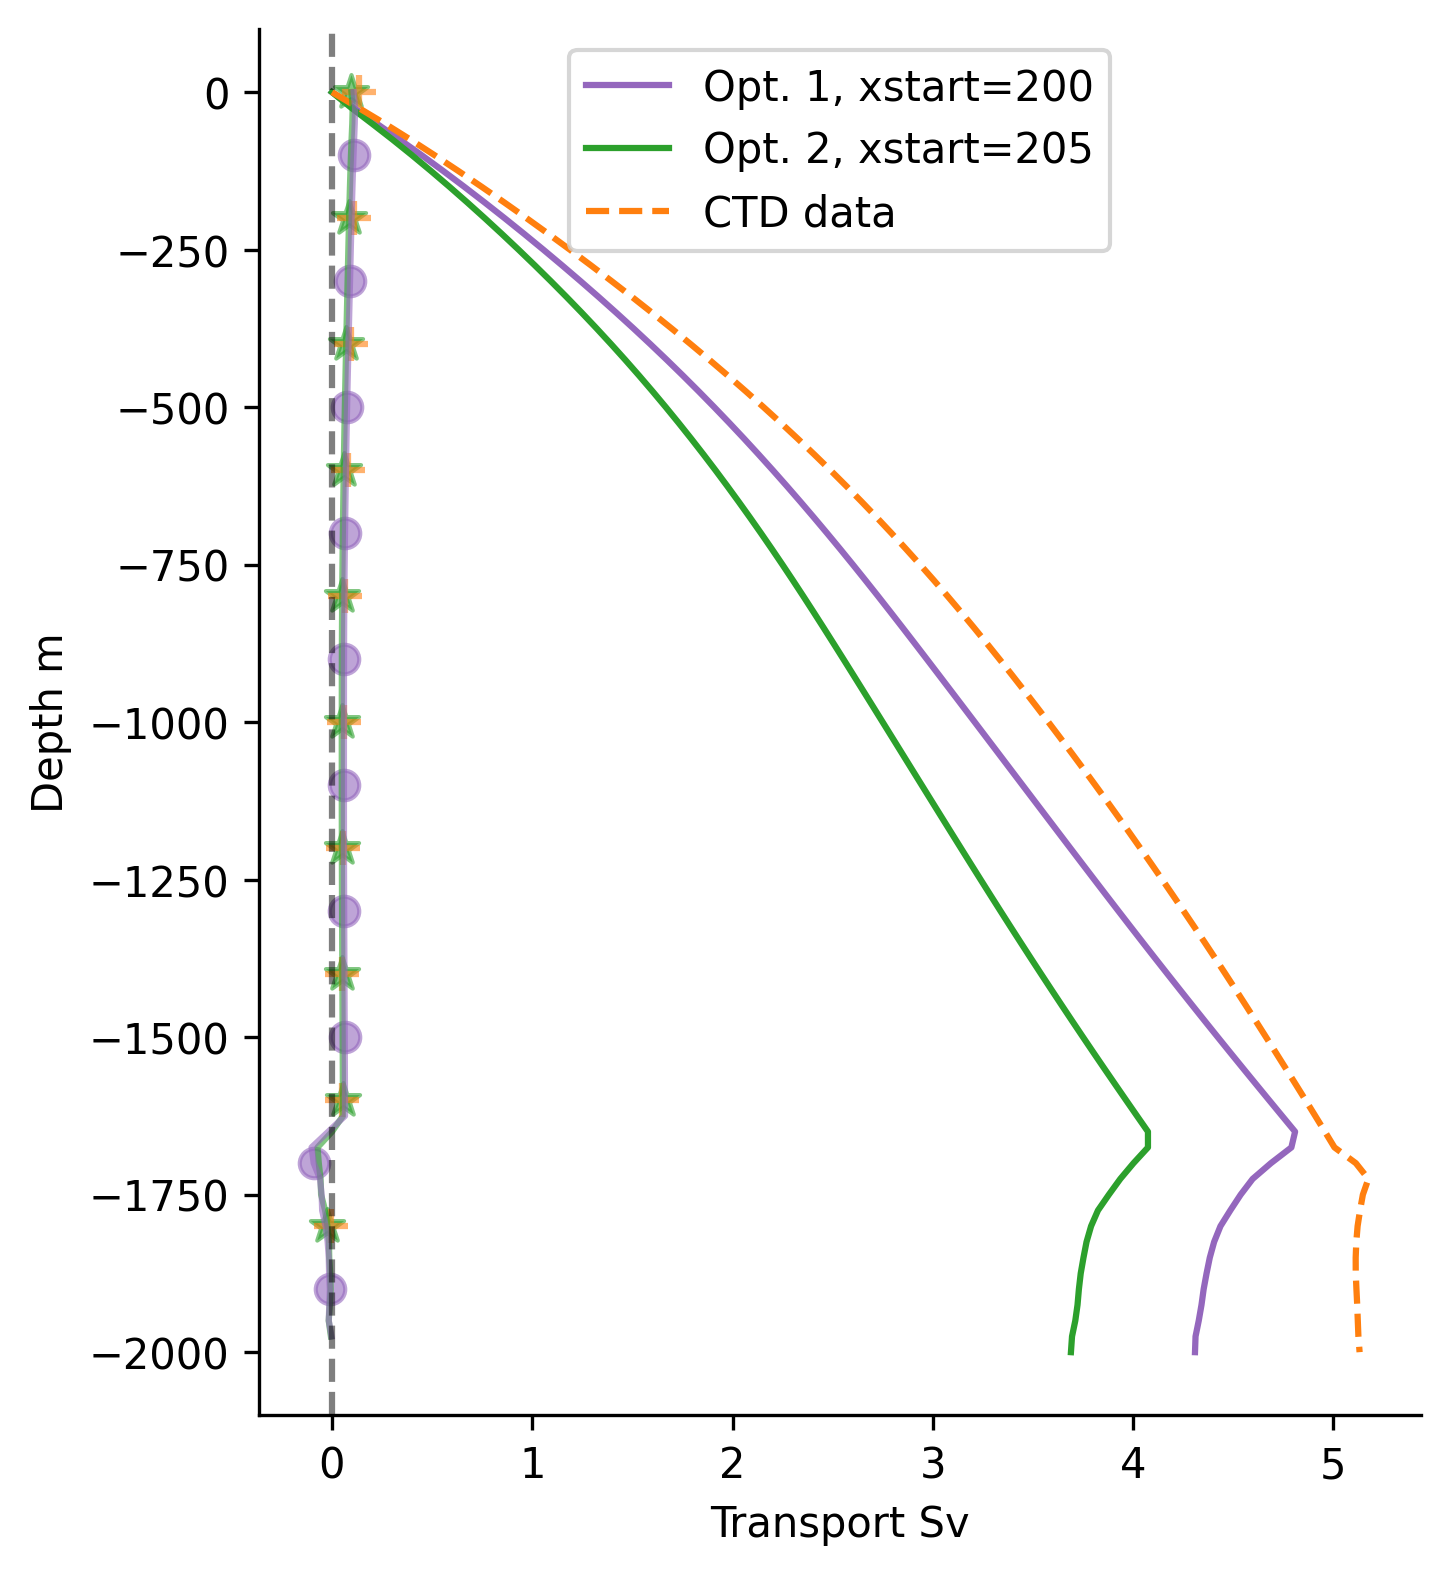 Opt. 1, xstart=200
Opt. 2, xstart=205
CTD data
0
−250
−500
−750
−1000
−1250
−1500
−1750
−2000
Depth m
0 1 2 3 4 5
Transport Sv